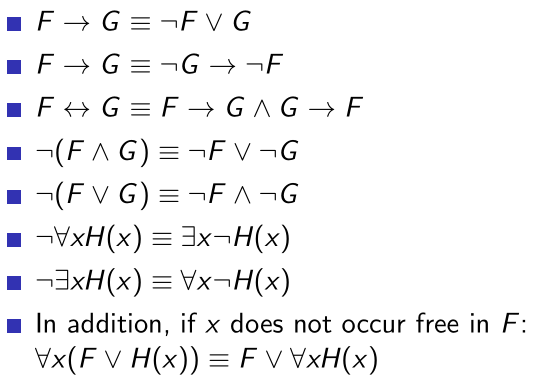 F → G ≡ ¬F ∨ G
F → G ≡ ¬G → ¬F
F ↔ G ≡ F → G ∧ G → F
¬(F ∧ G) ≡ ¬F ∨ ¬G
¬(F ∨ G) ≡ ¬F ∧ ¬G
¬∀xH(x) ≡ ∃x¬H(x)
¬∃xH(x) ≡ ∀x¬H(x)
In addition, if x does not occur free in F:
∀x(F ∨ H(x)) ≡ F ∨ ∀xH(x)